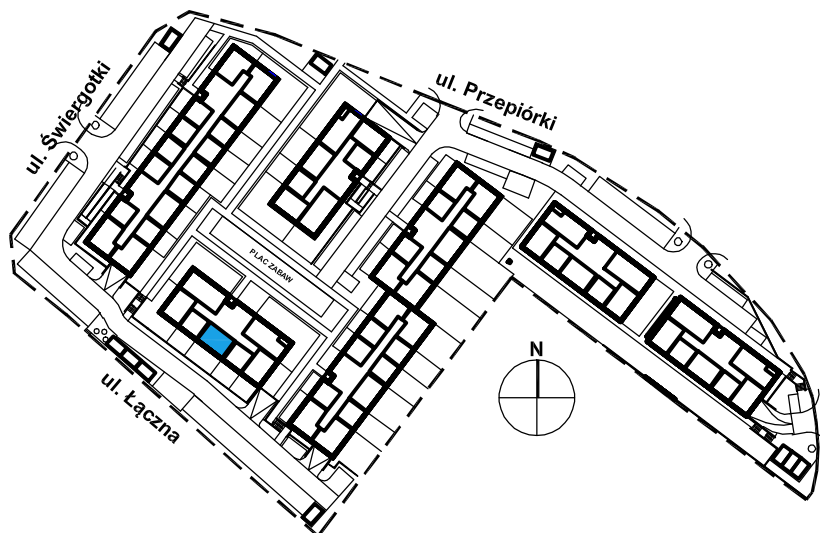 ul. Świergotki
ul. Przepiórki
PLAC ZABAW
N
ul. Łączna